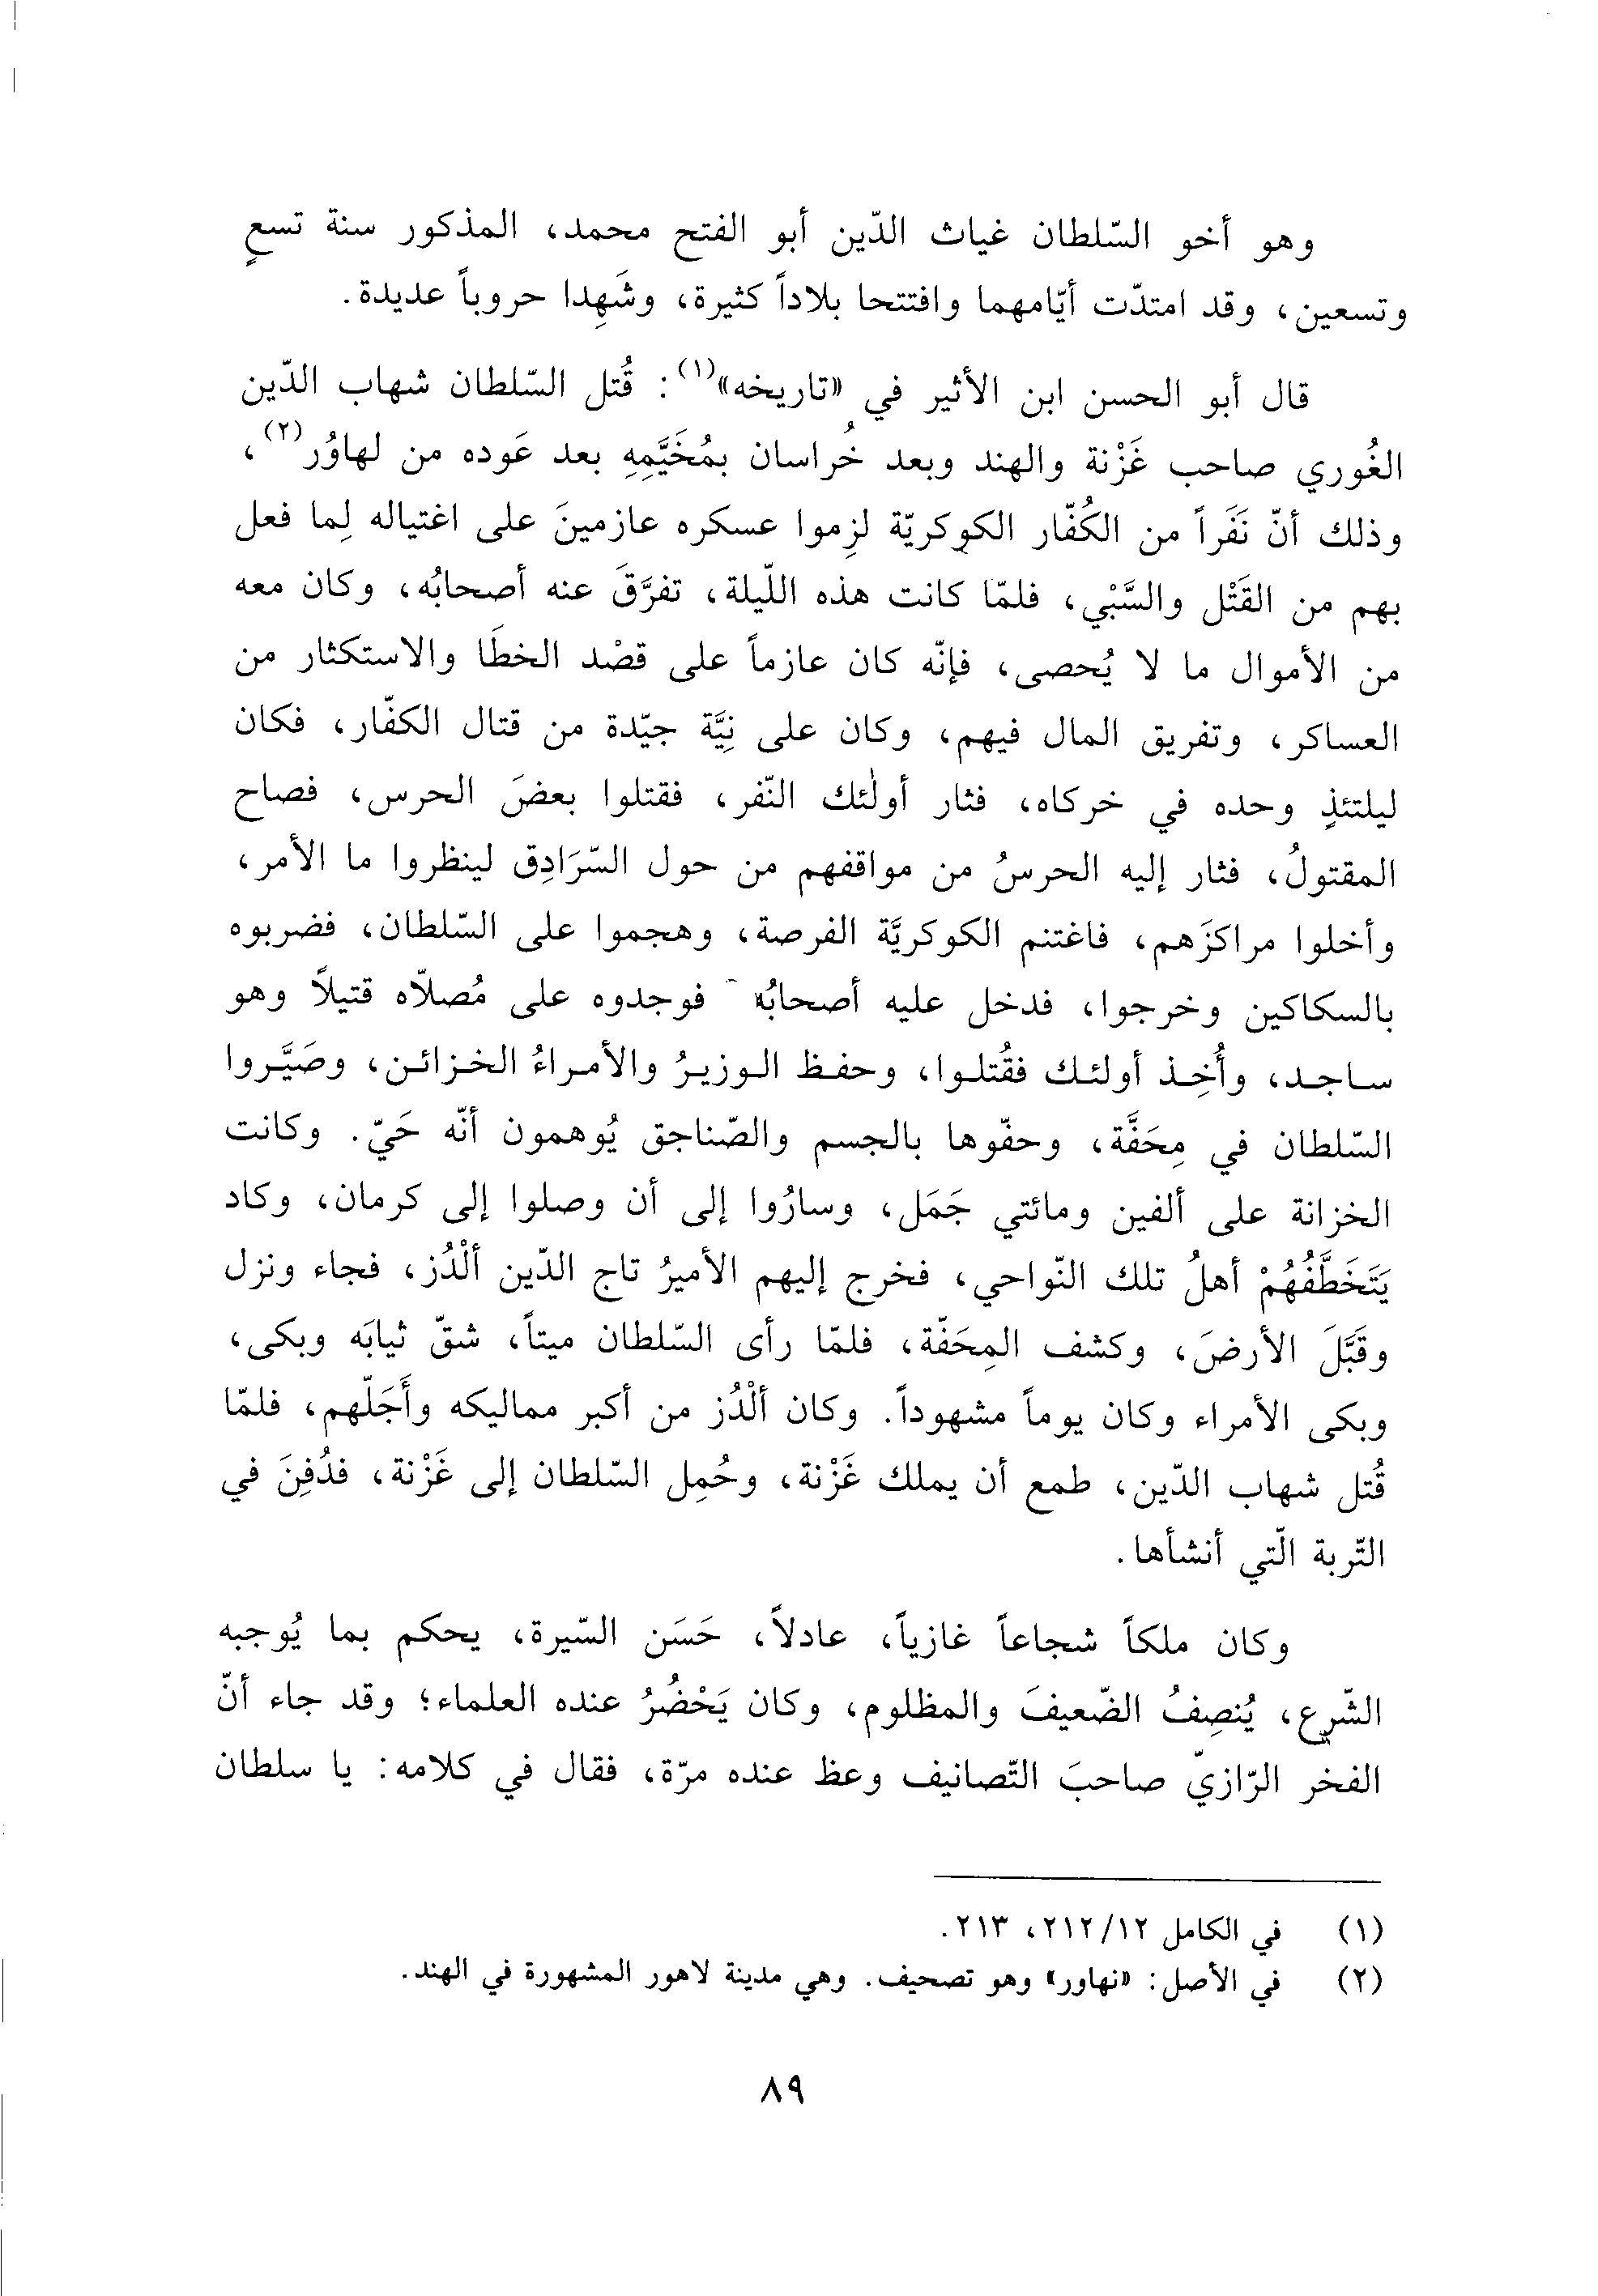 وهو أخو السّلطان غياث الدّين أبو الفتح محمد، المذكور سنة تسعٍ
وتسعين، وقد امتدّت أيّامهما وافتتحا بلاداً كثيرة، وشَهِدا حروباً عديدة.
قال أبو الحسن ابن الأثير في «تاريخه»(١): قُتل السّلطان شهاب الدّين
الغُوري صاحب غَزْنة والهند وبعد خُراسان بمُخَيَّمِهِ بعد عَوده من لهاوُر(٢)،
وذلك أنّ نَفَراً من الكُفّار الكوكريّة لزِموا عسكره عازمينَ على اغتياله لِما فعل
بهم من القَتْل والسَّبْي، فلمّا كانت هذه اللّيلة، تفرَّقَ عنه أصحابُه، وكان معه
من الأموال ما لا يُحصى، فإنّه كان عازماً على قصْد الخطَا والاستكثار من
العساكر، وتفريق المال فيهم، وكان على نِيَّة جيّدة من قتال الكفّار، فكان
ليلتئذٍ وحده في خركاه، فثار أولٰئك النّفر، فقتلوا بعضَ الحرس، فصاح
المقتولُ، فثار إليه الحرسُ من مواقفهم من حول السّرَادِق لينظروا ما الأمر،
وأخلوا مراكزَهم، فاغتنم الكوكريَّة الفرصة، وهجموا على السّلطان، فضربوه
بالسكاكين وخرجوا، فدخل عليه أصحابُه فوجدوه على مُصلاّه قتيلاً وهو
ساجد، وأُخِذ أولئك فقُتلوا، وحفظ الوزيرُ والأمراءُ الخزائن، وصَيَّروا
السّلطان في مِحَفَّة، وحفّوها بالجسم والصّناجق يُوهمون أنّه حَيّ. وكانت
الخزانة على ألفين ومائتي جَمَل، وسارُوا إلى أن وصلوا إلى كرمان، وكاد
يَتَخَطَّفُهُمْ أهلُ تلك النّواحي، فخرج إليهم الأميرُ تاج الدّين ألْدُز، فجاء ونزل
وقَبَّلَ الأرضَ، وكشف المِحَفّة، فلمّا رأى السّلطان ميتاً، شقّ ثيابَه وبكى،
وبكى الأمراء وكان يوماً مشهوداً. وكان ألْدُز من أكبر مماليكه وأَجَلّهم، فلمّا
قُتل شهاب الدّين، طمع أن يملك غَزْنة، وحُمِل السّلطان إلى غَزْنة، فدُفِنَ في
التّربة الّتي أنشأها.
وكان ملكاً شجاعاً غازياً، عادلاً، حَسَن السّيرة، يحكم بما يُوجبه
الشّرع، يُنصِفُ الضّعيفَ والمظلوم، وكان يَحْضُرُ عنده العلماء؛ وقد جاء أنّ
الفخر الرّازيّ صاحبَ التّصانيف وعظ عنده مرّة، فقال في كلامه: يا سلطان
(١) في الكامل ٢١٢/١٢، ٢١٣.
(٢) في الأصل: «نهاور» وهو تصحيف. وهي مدينة لاهور المشهورة في الهند.
٨٩